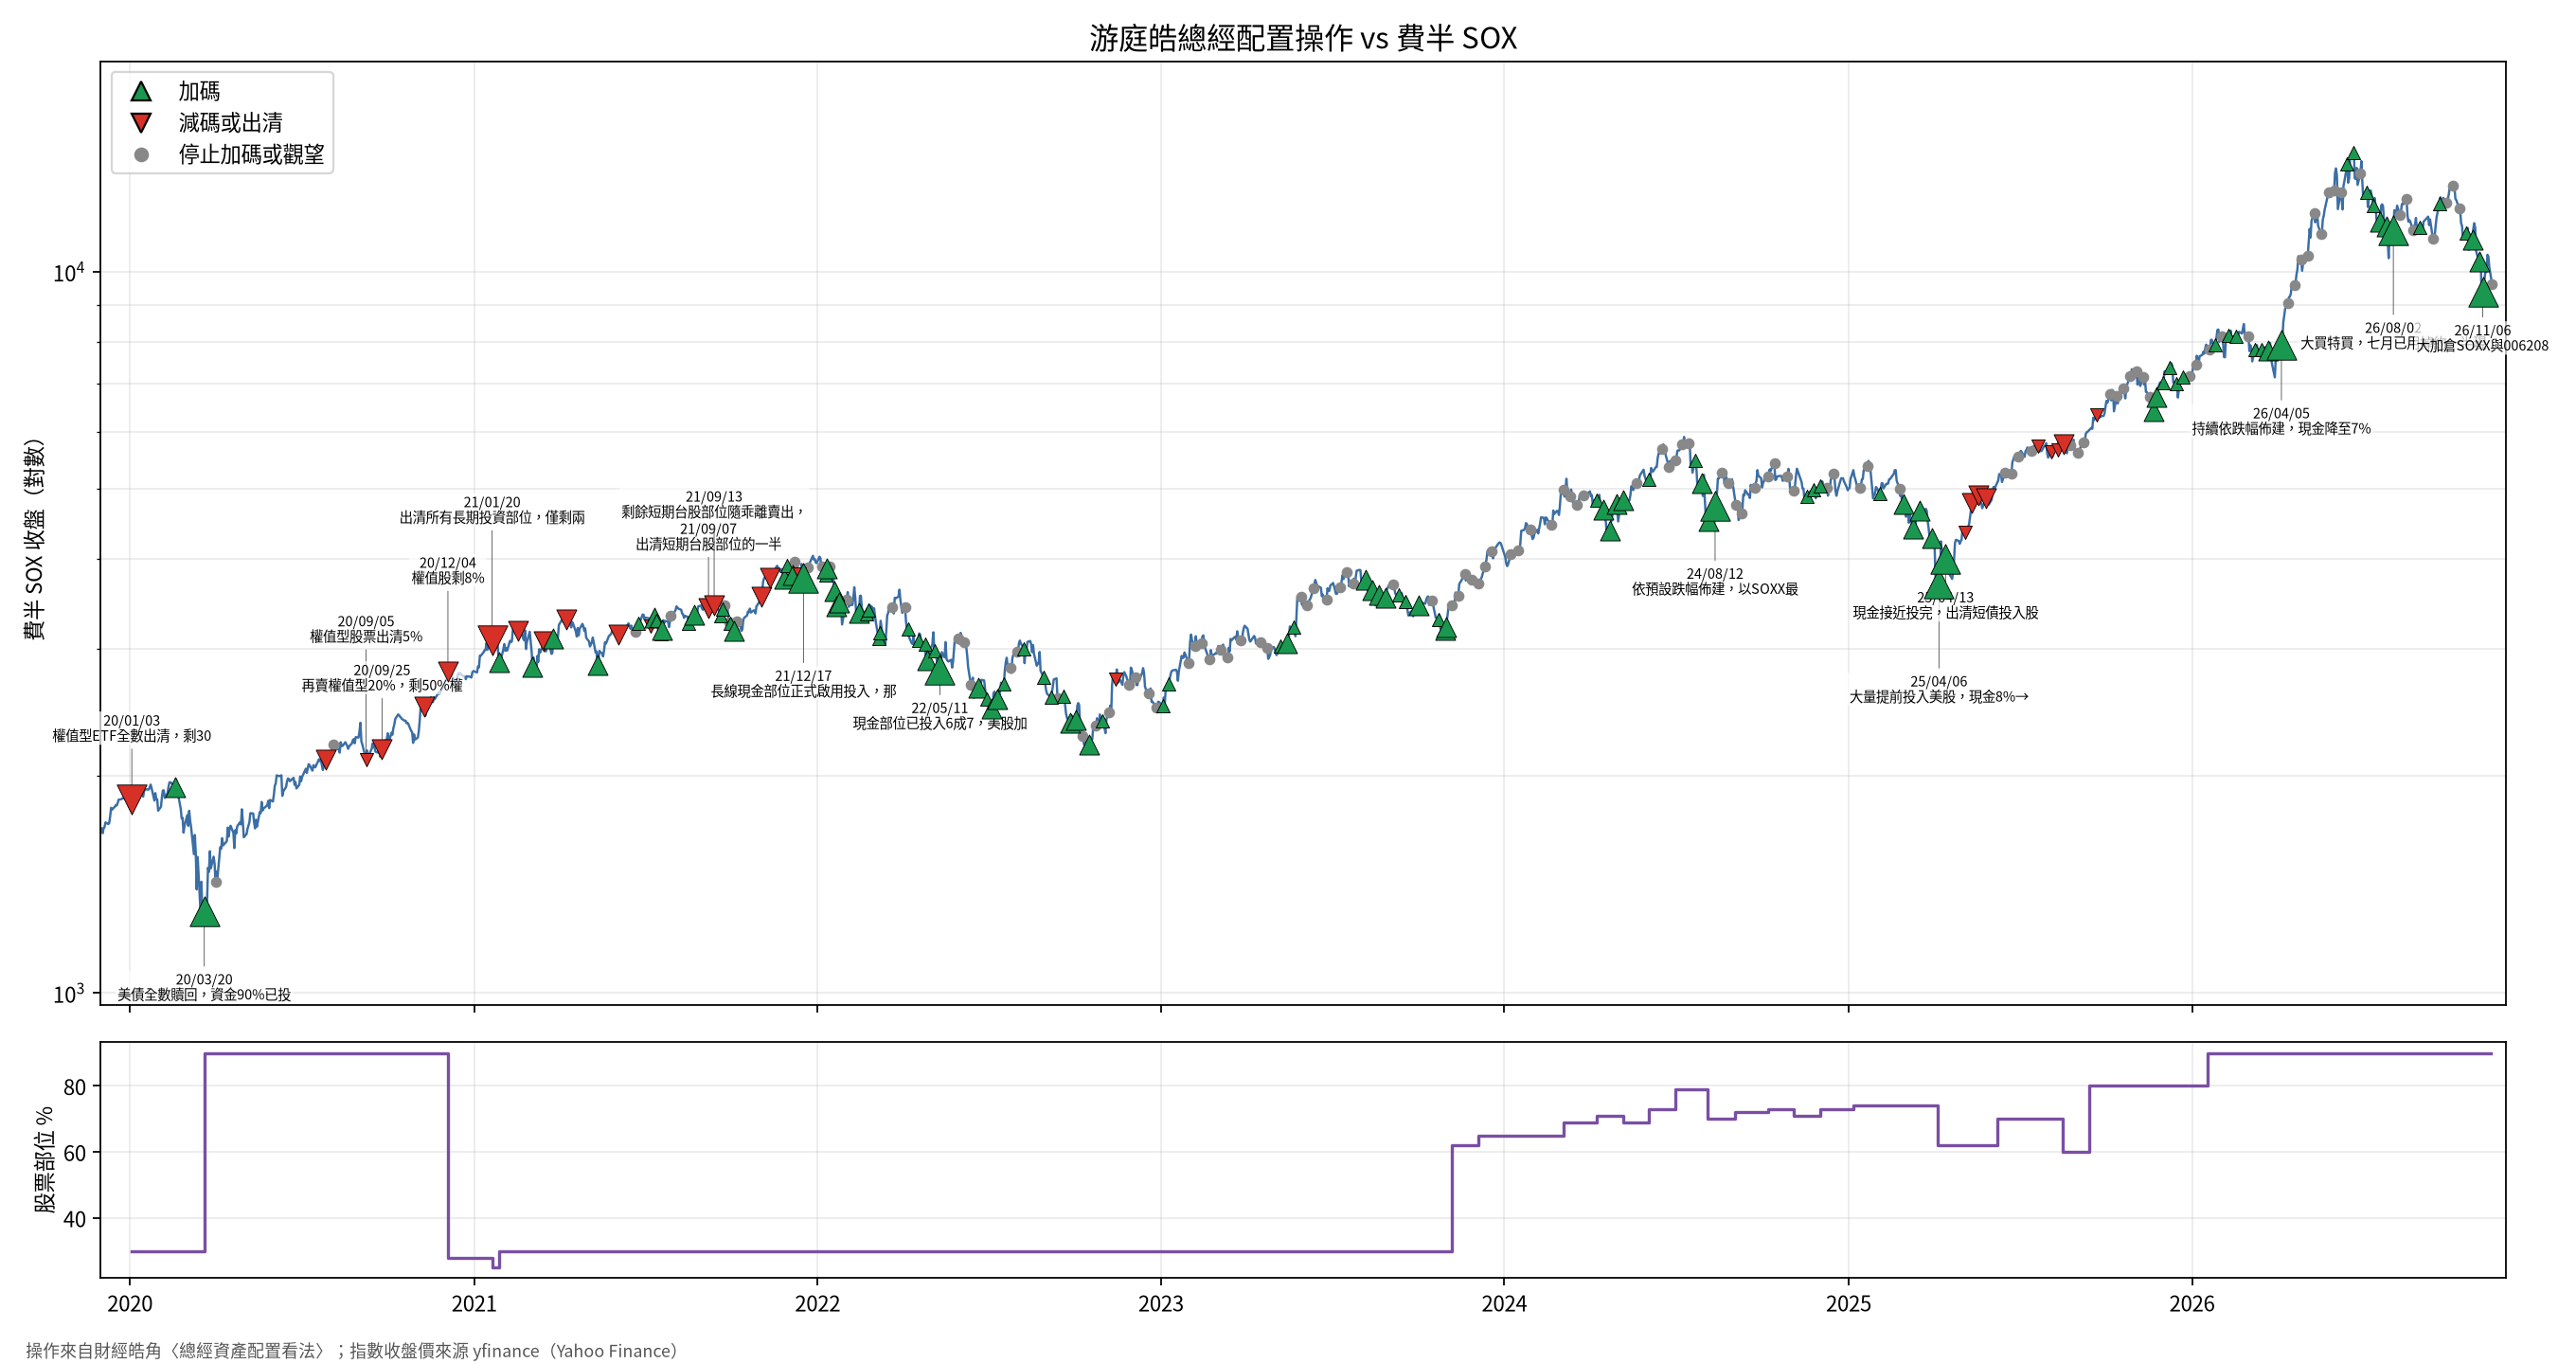 游庭皓總經配置操作 vs 費半 SOX
加碼
減碼或出清
停止加碼或觀望
費半 SOX 收盤（對數）
10⁴
10³
20/01/03
權值型ETF全數出清，剩30
20/03/20
美債全數贖回，資金90%已投
20/09/05
權值型股票出清5%
20/09/25
再賣權值型20%，剩50%權
20/12/04
權值股剩8%
21/01/20
出清所有長期投資部位，僅剩兩
21/09/13
剩餘短期台股部位隨乖離賣出，
21/09/07
出清短期台股部位的一半
21/12/17
長線現金部位正式啟用投入，那
22/05/11
現金部位已投入6成7，美股加
24/08/12
依預設跌幅佈建，以SOXX最
25/04/13
現金接近投完，出清短債投入股
25/04/06
大量提前投入美股，現金8%→
26/04/05
持續依跌幅佈建，現金降至7%
26/08/02
大買特買，七月已用
26/11/06
大加倉SOXX與006208
股票部位 %
80
60
40
2020
2021
2022
2023
2024
2025
2026
操作來自財經皓角〈總經資產配置看法〉；指數收盤價來源 yfinance（Yahoo Finance）